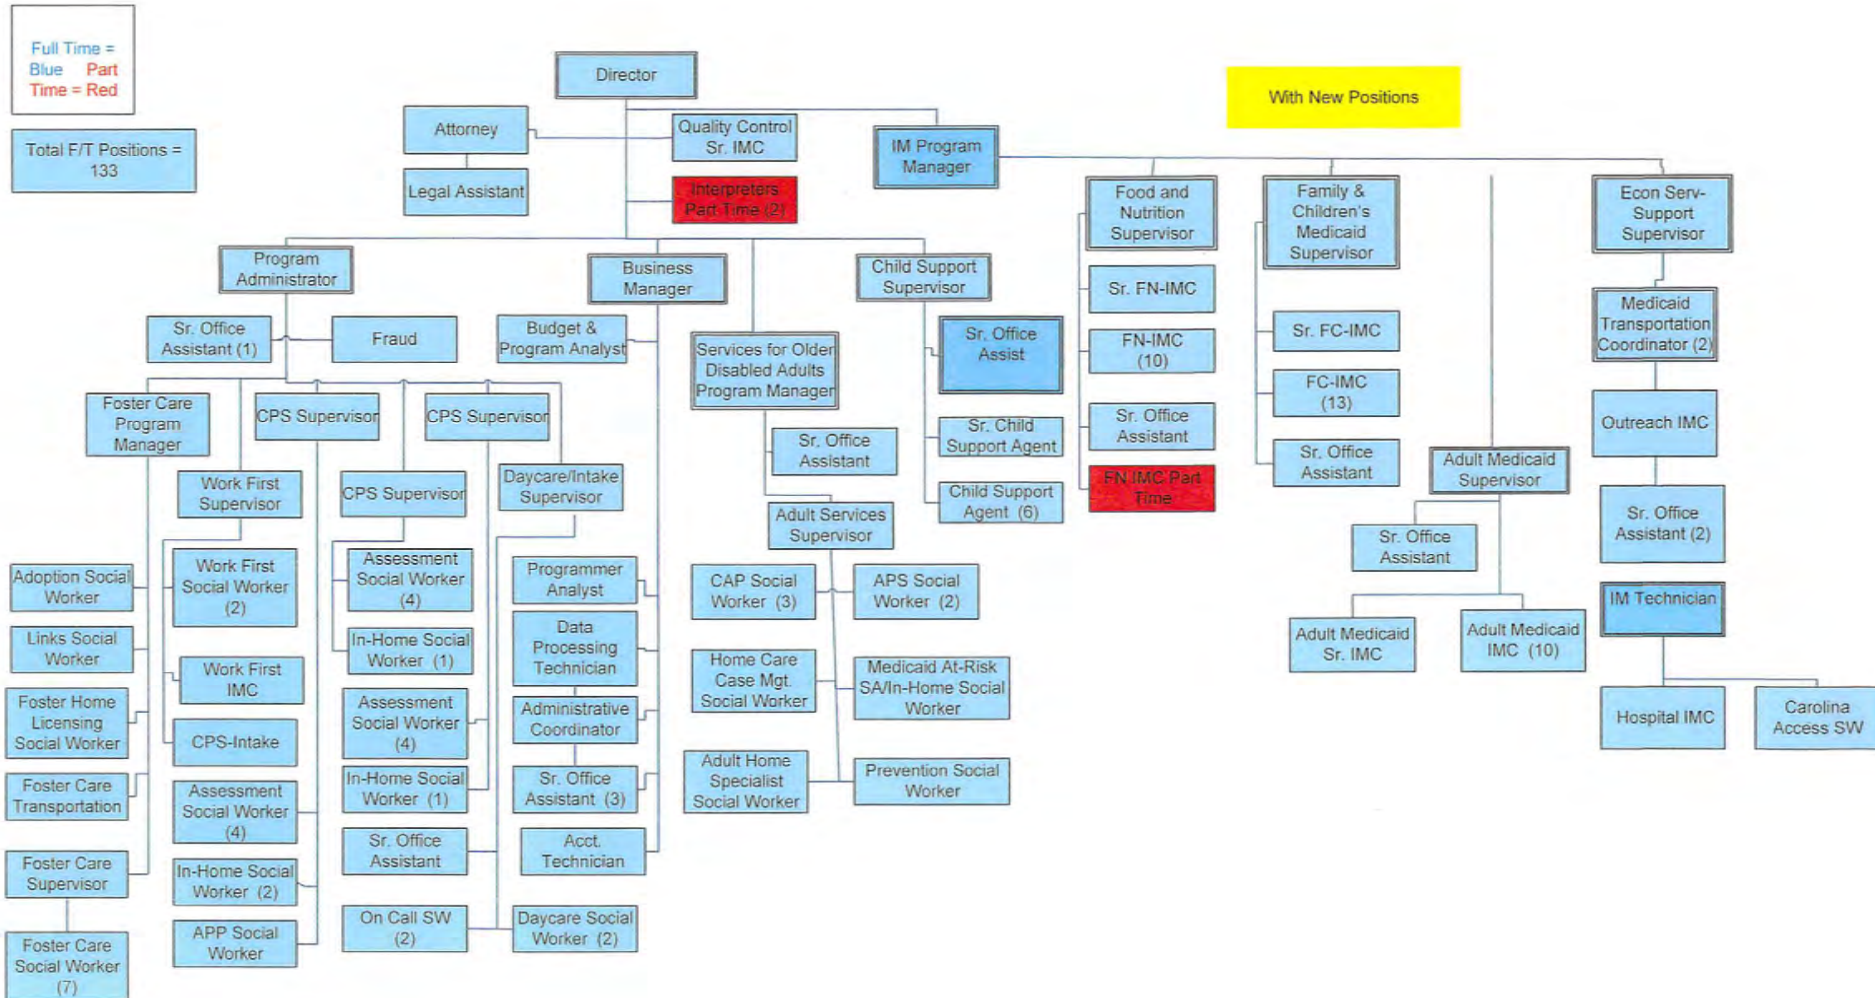 Full Time =
Blue Part
Time = Red
Total F/T Positions =
133
Director
With New Positions
Attorney
Quality Control
Sr. IMC
IM Program
Manager
Legal Assistant
Interpreters
Part Time (2)
Food and
Nutrition
Supervisor
Family &
Children's
Medicaid
Supervisor
Econ Serv-
Support
Supervisor
Program
Administrator
Business
Manager
Child Support
Supervisor
Sr. FN-IMC
Medicaid
Transportation
Coordinator (2)
Sr. Office
Assistant (1)
Fraud
Budget &
Program Analyst
Services for Older
Disabled Adults
Program Manager
Sr. Office
Assist
FN-IMC
(10)
Sr. FC-IMC
FC-IMC
(13)
Outreach IMC
Foster Care
Program
Manager
CPS Supervisor
CPS Supervisor
Sr. Office
Assistant
Sr. Child
Support Agent
Sr. Office
Assistant
Sr. Office
Assistant
Adult Medicaid
Supervisor
Work First
Supervisor
CPS Supervisor
Daycare/Intake
Supervisor
Child Support
Agent (6)
FN IMC Part
Time
Adult Services
Supervisor
Sr. Office
Assistant
Sr. Office
Assistant (2)
Adoption Social
Worker
Work First
Social Worker
(2)
Assessment
Social Worker
(4)
Programmer
Analyst
CAP Social
Worker (3)
APS Social
Worker (2)
IM Technician
Links Social
Worker
In-Home Social
Worker (1)
Data
Processing
Technician
Adult Medicaid
Sr. IMC
Adult Medicaid
IMC (10)
Work First
IMC
Home Care
Case Mgt.
Social Worker
Medicaid At-Risk
SA/In-Home Social
Worker
Foster Home
Licensing
Social Worker
CPS-Intake
Assessment
Social Worker
(4)
Administrative
Coordinator
Hospital IMC
Carolina
Access SW
Foster Care
Transportation
Assessment
Social Worker
(4)
In-Home Social
Worker (1)
Sr. Office
Assistant (3)
Adult Home
Specialist
Social Worker
Prevention Social
Worker
Foster Care
Supervisor
In-Home Social
Worker (2)
Sr. Office
Assistant
Acct.
Technician
Foster Care
Social Worker
(7)
APP Social
Worker
On Call SW
(2)
Daycare Social
Worker (2)